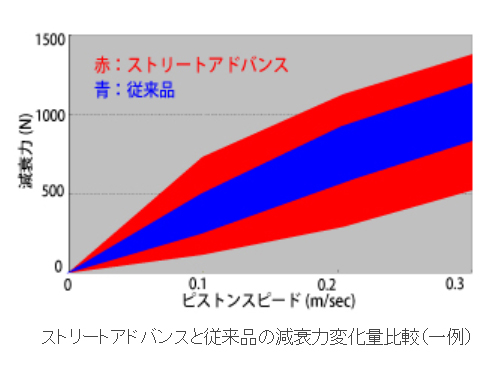 1500
赤：ストリートアドバンス
青：従来品
1000
減衰力 (N)
500
0
0
0.1
0.2
0.3
ピストンスピード (m/sec)
ストリートアドバンスと従来品の減衰力変化量比較（一例）